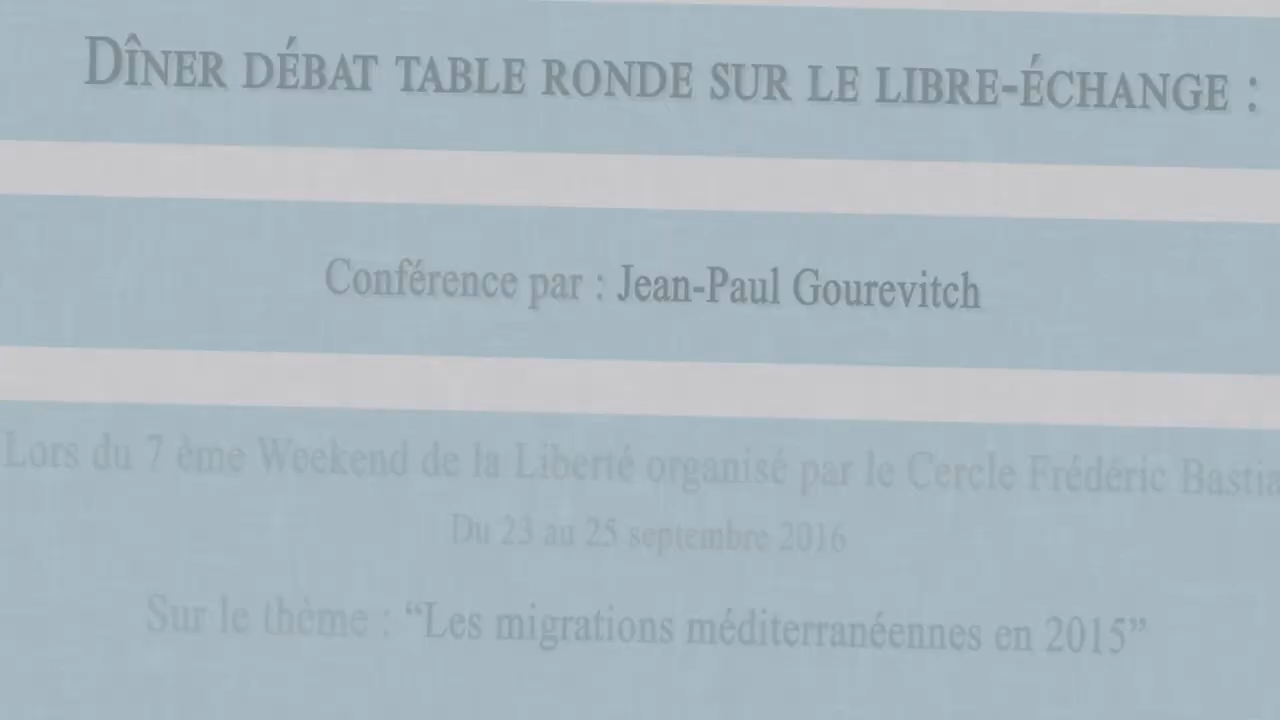 DÎNER DÉBAT TABLE RONDE SUR LE LIBRE-ÉCHANGE :
Conférence par : Jean-Paul Gourevitch
Lors du 7 ème Weekend de la Liberté organisé par le Cercle Frédéric Bastia
Du 23 au 25 septembre 2016
Sur le thème : “Les migrations méditerranéennes en 2015”